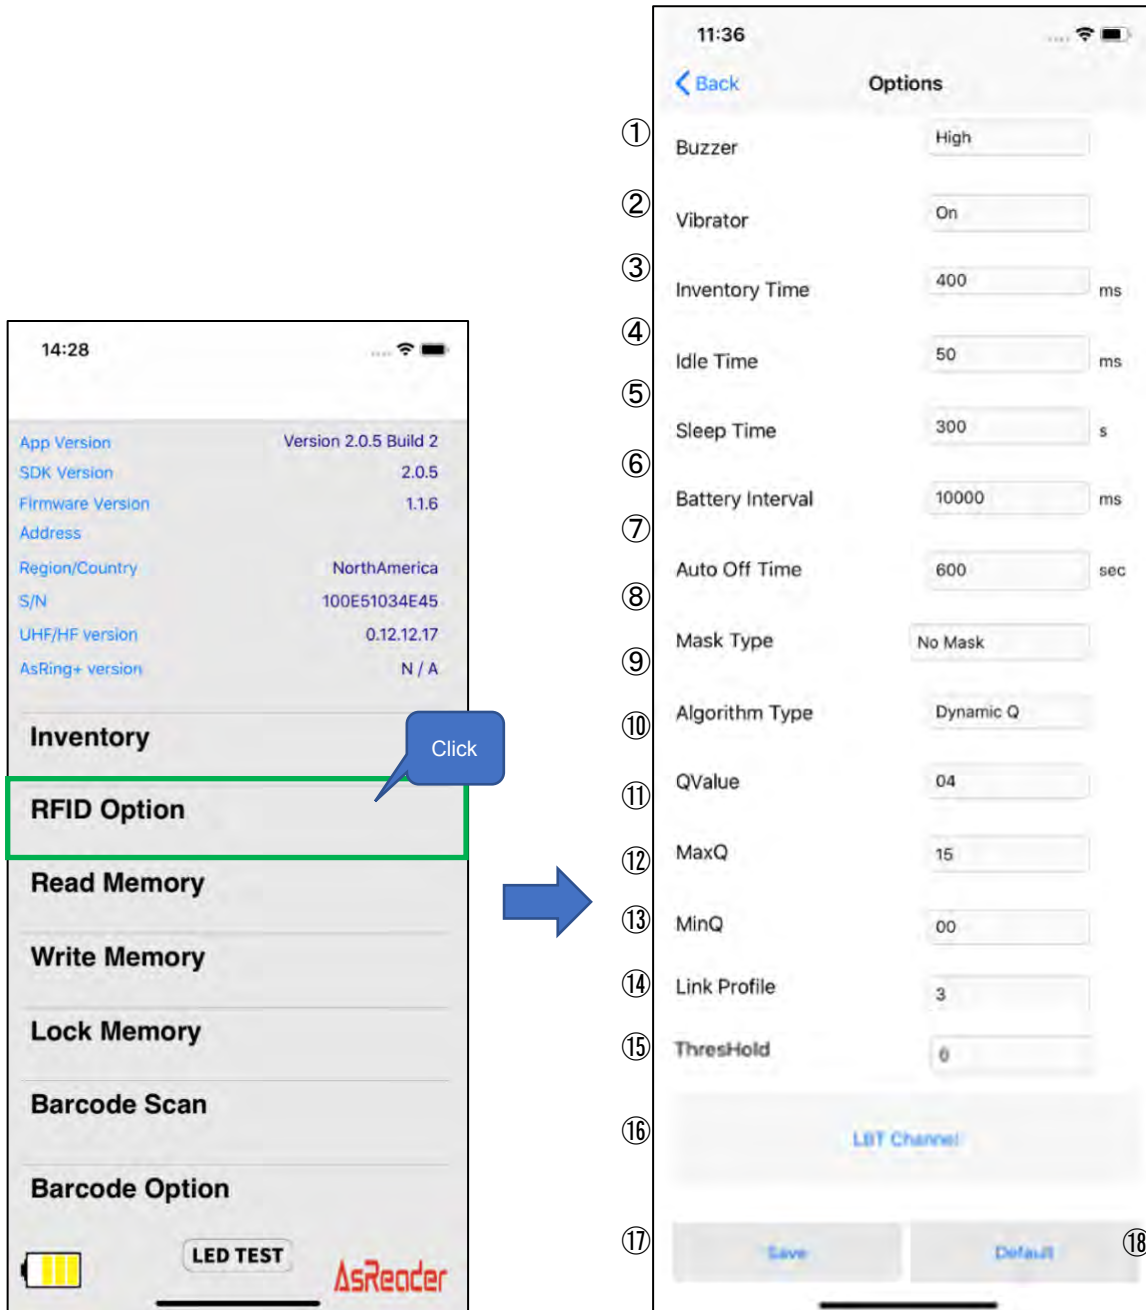 14:28
App Version Version 2.0.5 Build 2
SDK Version 2.0.5
Firmware Version 1.1.6
Address
Region/Country NorthAmerica
S/N 100E51034E45
UHF/HF version 0.12.12.17
AsRing+ version N / A
Inventory
Click
RFID Option
Read Memory
Write Memory
Lock Memory
Barcode Scan
Barcode Option
LED TEST
AsReader
11:36
Back Options
① Buzzer High
② Vibrator On
③ Inventory Time 400 ms
④ Idle Time 50 ms
⑤ Sleep Time 300 s
⑥ Battery Interval 10000 ms
⑦ Auto Off Time 600 sec
⑧ Mask Type No Mask
⑨ Algorithm Type Dynamic Q
⑩ QValue 04
⑪ MaxQ 15
⑫ MinQ 00
⑬ Link Profile 3
⑭ ThresHold 0
⑮
⑯ LBT Channel
⑰ Save Default ⑱